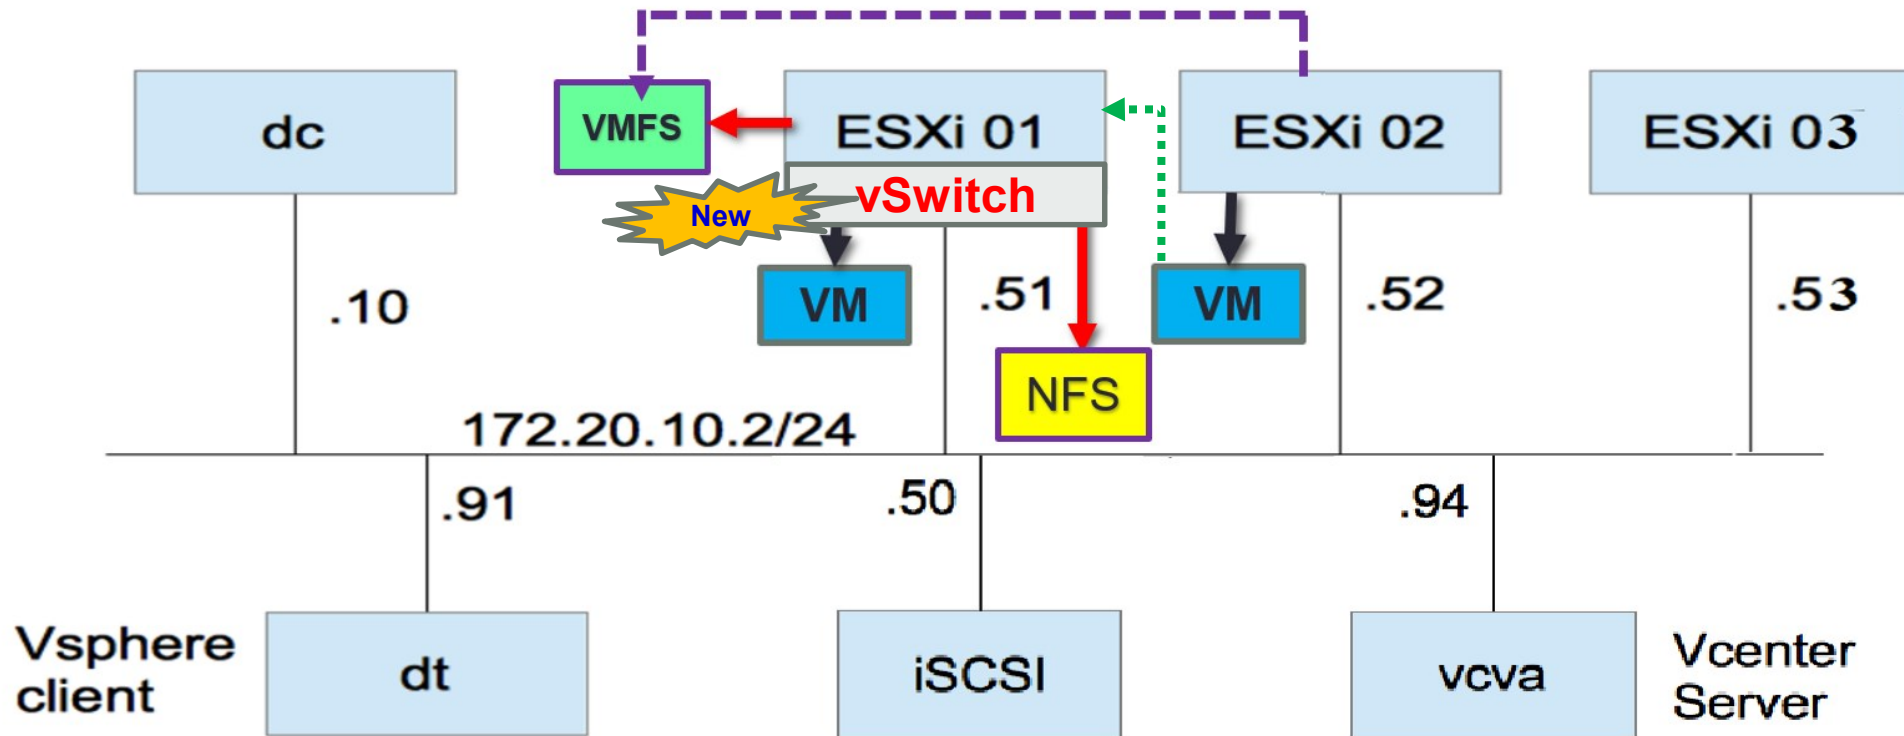 dc
VMFS
ESXi 01
ESXi 02
ESXi 03
New
vSwitch
.10
VM
.51
VM
.52
.53
NFS
172.20.10.2/24
.91
.50
.94
Vsphere
client
dt
iSCSI
vcva
Vcenter
Server